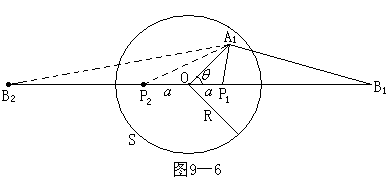 A₁
O θ
B₂ P₂ a a P₁ B₁
R
S
图9—6